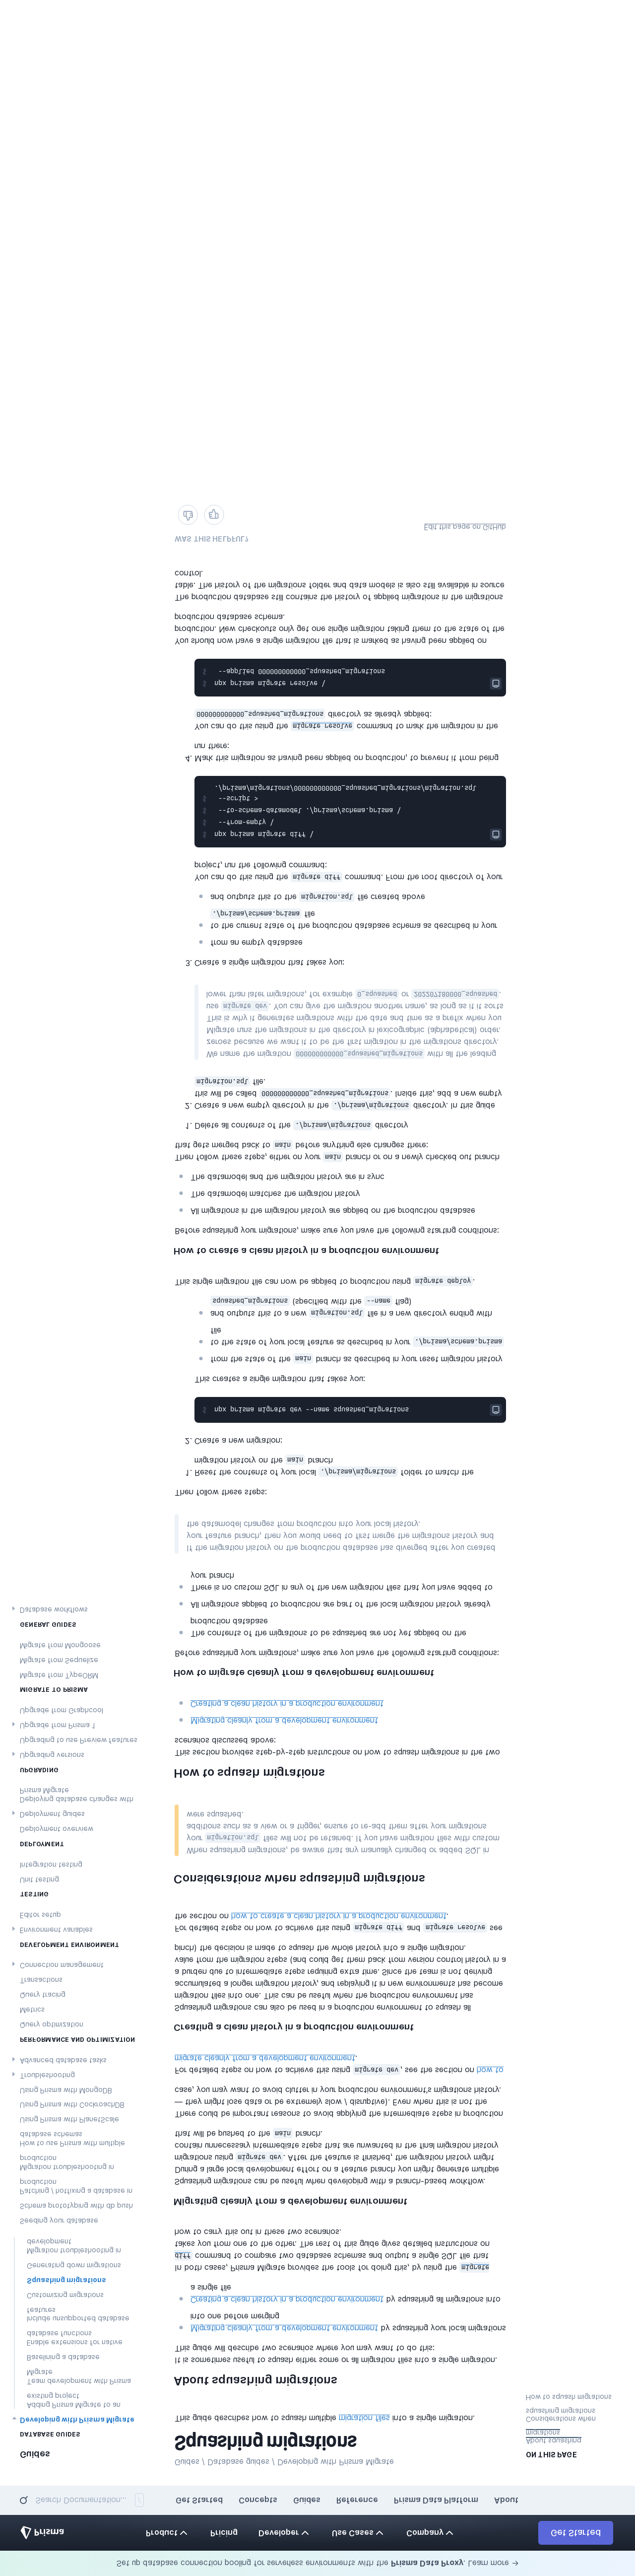 Set up database connection pooling for serverless environments with the Prisma Data Proxy. Learn more →
Prisma
Product
Pricing
Developer
Use Cases
Company
Get Started
Search Documentation...
/
Get Started
Concepts
Guides
Reference
Prisma Data Platform
About
Guides
DATABASE GUIDES
Developing with Prisma Migrate
Adding Prisma Migrate to an
existing project
Team development with Prisma
Migrate
Baselining a database
Enable extensions for native
database functions
Include unsupported database
features
Customizing migrations
Squashing migrations
Generating down migrations
Migration troubleshooting in
development
Seeding your database
Schema prototyping with db push
Patching / hotfixing a database in
production
Migration troubleshooting in
production
How to use Prisma with multiple
database schemas
Using Prisma with PlanetScale
Using Prisma with CockroachDB
Using Prisma with MongoDB
Troubleshooting
Advanced database tasks
PERFORMANCE AND OPTIMIZATION
Query optimization
Metrics
Query tracing
Transactions
Connection management
DEVELOPMENT ENVIRONMENT
Environment variables
Editor setup
TESTING
Unit testing
Integration testing
DEPLOYMENT
Deployment overview
Deployment guides
Deploying database changes with
Prisma Migrate
UPGRADING
Upgrading versions
Upgrading to use Preview features
Upgrade from Prisma 1
Upgrade from Graphcool
MIGRATE TO PRISMA
Migrate from TypeORM
Migrate from Sequelize
Migrate from Mongoose
GENERAL GUIDES
Database workflows
Guides / Database guides / Developing with Prisma Migrate
Squashing migrations
This guide describes how to squash multiple migration files into a single migration.
About squashing migrations
It is sometimes useful to squash either some or all migration files into a single migration.
This guide will describe two scenarios where you may want to do this:
Migrating cleanly from a development environment by squashing your local migrations
into one before merging
Creating a clean history in a production environment by squashing all migrations into
a single file
In both cases, Prisma Migrate provides the tools for doing this, by using the migrate
diff command to compare two database schemas and output a single SQL file that
takes you from one to the other. The rest of this guide gives detailed instructions on
how to carry this out in these two scenarios.
Migrating cleanly from a development environment
Squashing migrations can be useful when developing with a branch-based workflow.
During a large local development effort on a feature branch you might generate multiple
migrations using migrate dev. After the feature is finished, the migration history might
contain unnecessary intermediate steps that are unwanted in the final migration history
that will be pushed to the main branch.
There could be important reasons to avoid applying the intermediate steps in production
— they might lose data or be extremely slow / disruptive). Even when this is not the
case, you may want to avoid clutter in your production environment's migrations history.
For detailed steps on how to achieve this using migrate dev, see the section on how to
migrate cleanly from a development environment.
Creating a clean history in a production environment
Squashing migrations can also be used in a production environment to squash all
migration files into one. This can be useful when the production environment has
accumulated a longer migration history, and replaying it in new environments has become
a burden due to intermediate steps requiring extra time. Since the team is not deriving
value from the migration steps (and could get them back from version control history in a
pinch) the decision is made to squash the whole history into a single migration.
For detailed steps on how to achieve this using migrate diff and migrate resolve see
the section on how to create a clean history in a production environment.
Considerations when squashing migrations
When squashing migrations, be aware that any manually changed or added SQL in
your migration.sql files will not be retained. If you have migration files with custom
additions such as a view or a trigger, ensure to re-add them after your migrations
were squashed.
How to squash migrations
This section provides step-by-step instructions on how to squash migrations in the two
scenarios discussed above:
Migrating cleanly from a development environment
Creating a clean history in a production environment
How to migrate cleanly from a development environment
Before squashing your migrations, make sure you have the following starting conditions:
The contents of the migrations to be squashed are not yet applied on the
production database
All migrations applied to production are part of the local migration history already
There is no custom SQL in any of the new migration files that you have added to
your branch
If the migration history on the production database has diverged after you created
your feature branch, then you would need to first merge the migrations history and
the datamodel changes from production into your local history.
Then follow these steps:
1. Reset the contents of your local ./prisma/migrations folder to match the
migration history on the main branch
2. Create a new migration:
$ npx prisma migrate dev --name squashed_migrations
This creates a single migration that takes you:
from the state of the main branch as described in your reset migration history
to the state of your local feature as described in your ./prisma/schema.prisma
file
and outputs this to a new migration.sql file in a new directory ending with
squashed_migrations (specified with the --name flag)
This single migration file can now be applied to production using migrate deploy.
How to create a clean history in a production environment
Before squashing your migrations, make sure you have the following starting conditions:
All migrations in the migration history are applied on the production database
The datamodel matches the migration history
The datamodel and the migration history are in sync
Then follow these steps, either on your main branch or on a newly checked out branch
that gets merged back to main before anything else changes there:
1. Delete all contents of the ./prisma/migrations directory
2. Create a new empty directory in the ./prisma/migrations directory. In this guide
this will be called 000000000000_squashed_migrations. Inside this, add a new empty
migration.sql file.
We name the migration 000000000000_squashed_migrations with all the leading
zeroes because we want it to be the first migration in the migrations directory.
Migrate runs the migrations in the directory in lexicographic (alphabetical) order.
This is why it generates migrations with the date and time as a prefix when you
use migrate dev. You can give the migration another name, as long as it it sorts
lower than later migrations, for example 0_squashed or 202207180000_squashed.
3. Create a single migration that takes you:
from an empty database
to the current state of the production database schema as described in your
./prisma/schema.prisma file
and outputs this to the migration.sql file created above
You can do this using the migrate diff command. From the root directory of your
project, run the following command:
$ npx prisma migrate diff \
$ --from-empty \
$ --to-schema-datamodel ./prisma/schema.prisma \
$ --script > ./prisma/migrations/000000000000_squashed_migrations/migration.sql
4. Mark this migration as having been applied on production, to prevent it from being
run there:
You can do this using the migrate resolve command to mark the migration in the
000000000000_squashed_migrations directory as already applied:
$ npx prisma migrate resolve \
$ --applied 000000000000_squashed_migrations
You should now have a single migration file that is marked as having been applied on
production. New checkouts only get one single migration taking them to the state of the
production database schema.
The production database still contains the history of applied migrations in the migrations
table. The history of the migrations folder and data models is also still available in source
control.
WAS THIS HELPFUL?
Edit this page on GitHub
ON THIS PAGE
About squashing
migrations
Considerations when
squashing migrations
How to squash migrations